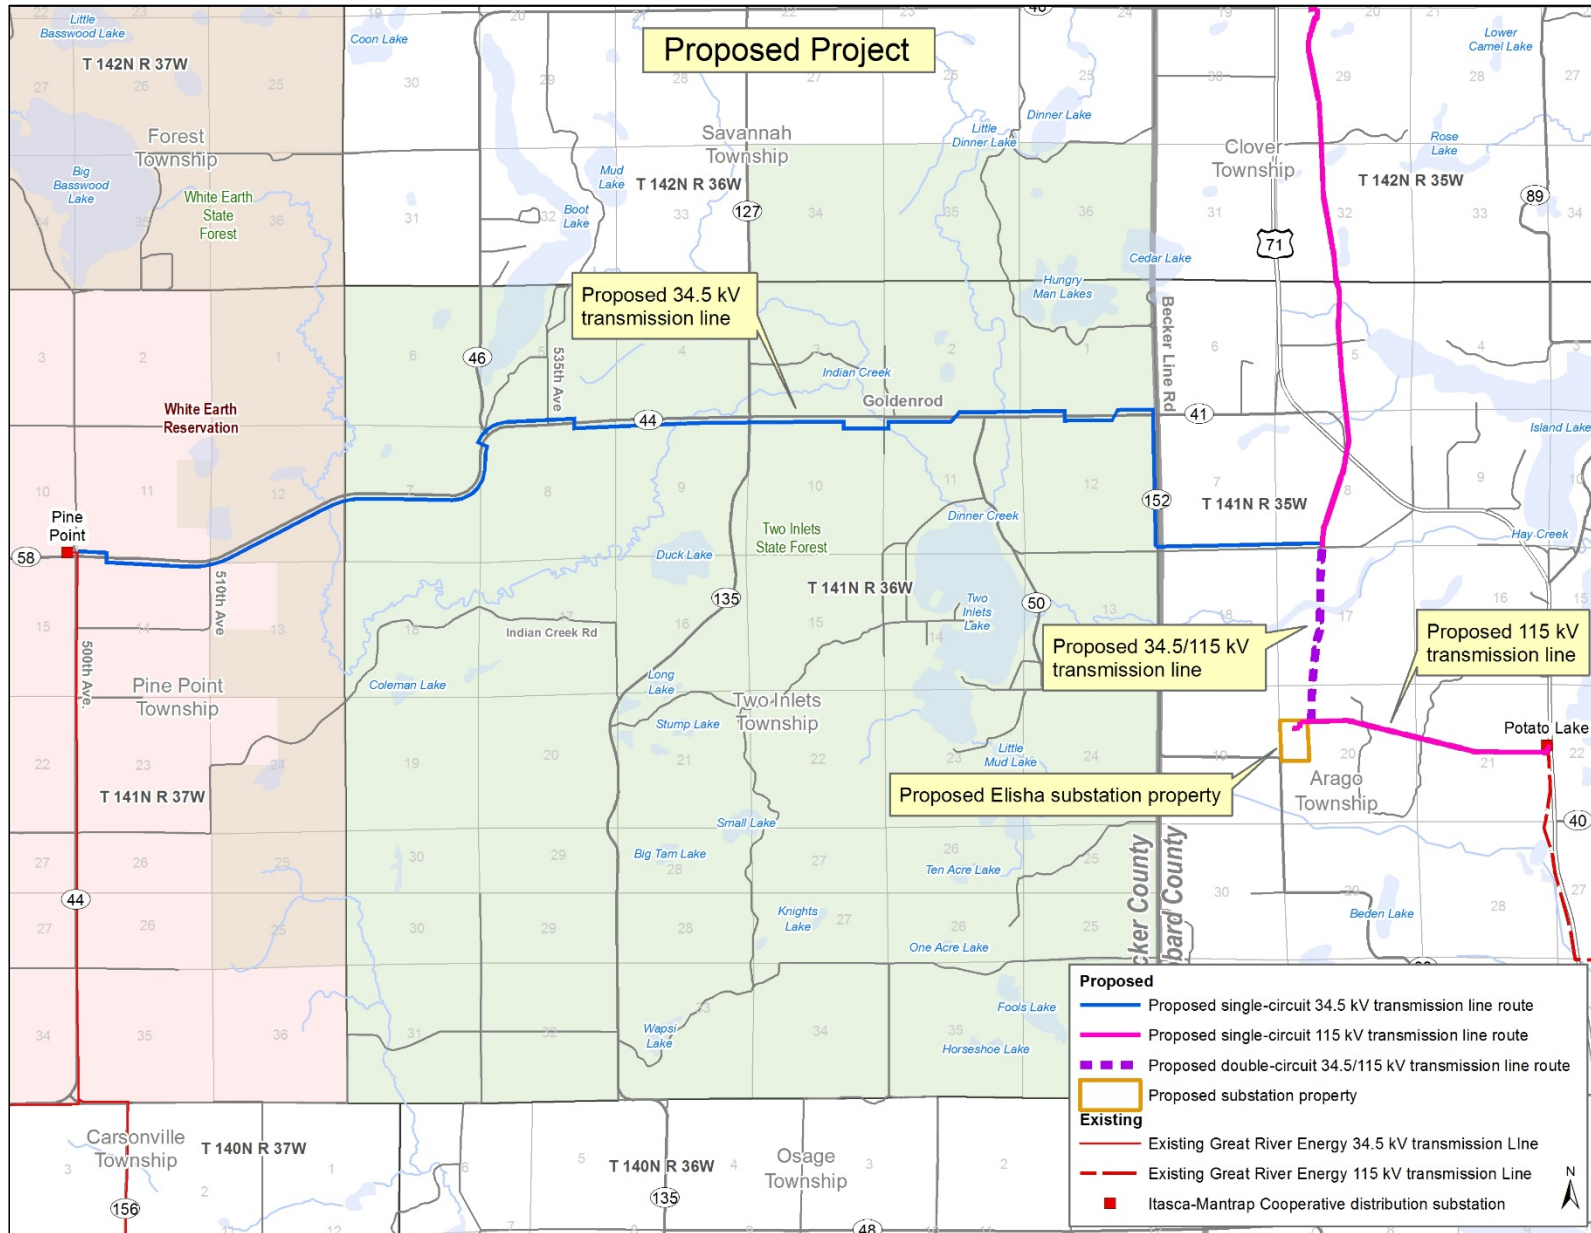 Proposed Project
Little
Basswood Lake
Coon Lake
Lower
Camel Lake
T 142N R 37W
Forest
Township
Savannah
Township
T 142N R 36W
Little
Dinner Lake
Dinner Lake
Clover
Township
Rose
Lake
T 142N R 35W
Big
Basswood
Lake
White Earth
State
Forest
Mud
Lake
Boot
Lake
127
89
71
Cedar Lake
Hungry
Man Lakes
Proposed 34.5 kV
transmission line
46
535th Ave
Indian Creek
Goldenrod
Becker Line Rd
White Earth
Reservation
44
41
Island Lake
Pine
Point
58
152
T 141N R 35W
Dinner Creek
Hay Creek
Two Inlets
State Forest
Duck Lake
T 141N R 36W
510th Ave
135
50
Two
Inlets
Lake
Indian Creek Rd
500th Ave.
Proposed 34.5/115 kV
transmission line
Proposed 115 kV
transmission line
Pine Point
Township
Coleman Lake
Long
Lake
Stump Lake
Two Inlets
Township
Little
Mud Lake
Potato Lake
Proposed Elisha substation property
Arago
Township
T 141N R 37W
Small Lake
Big Tam Lake
Ten Acre Lake
40
44
Knights
Lake
One Acre Lake
Beden Lake
cker County
bbard County
Fools Lake
Wapsi
Lake
Horseshoe Lake
Carsonville
Township
T 140N R 37W
T 140N R 36W
Osage
Township
156
135
48
Proposed
Proposed single-circuit 34.5 kV transmission line route
Proposed single-circuit 115 kV transmission line route
Proposed double-circuit 34.5/115 kV transmission line route
Proposed substation property
Existing
Existing Great River Energy 34.5 kV transmission LIne
Existing Great River Energy 115 kV transmission Line
Itasca-Mantrap Cooperative distribution substation
N